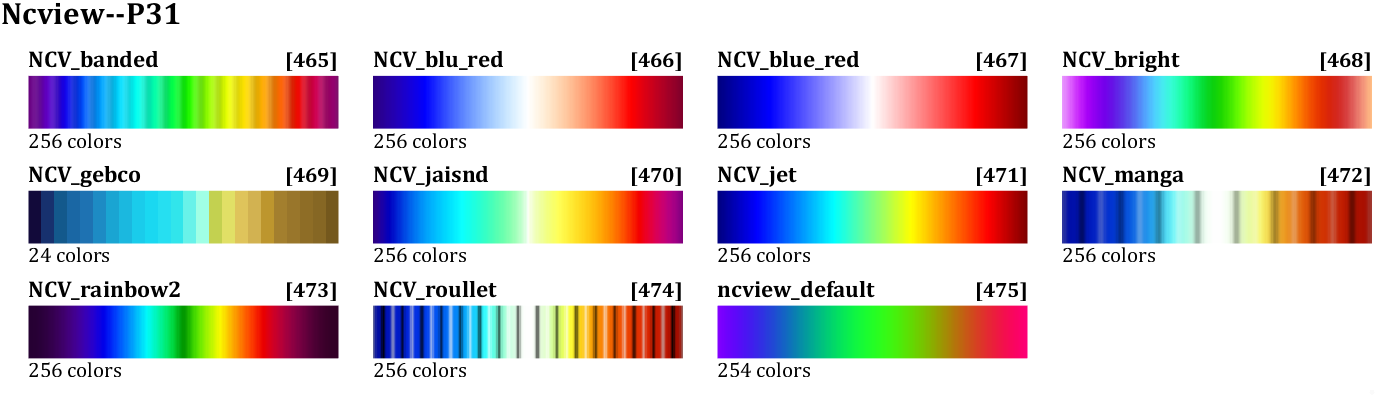 Ncview--P31
NCV_banded [465] NCV_blu_red [466] NCV_blue_red [467] NCV_bright [468]
256 colors 256 colors 256 colors 256 colors
NCV_gebco [469] NCV_jaisnd [470] NCV_jet [471] NCV_manga [472]
24 colors 256 colors 256 colors 256 colors
NCV_rainbow2 [473] NCV_roullet [474] ncview_default [475]
256 colors 256 colors 254 colors